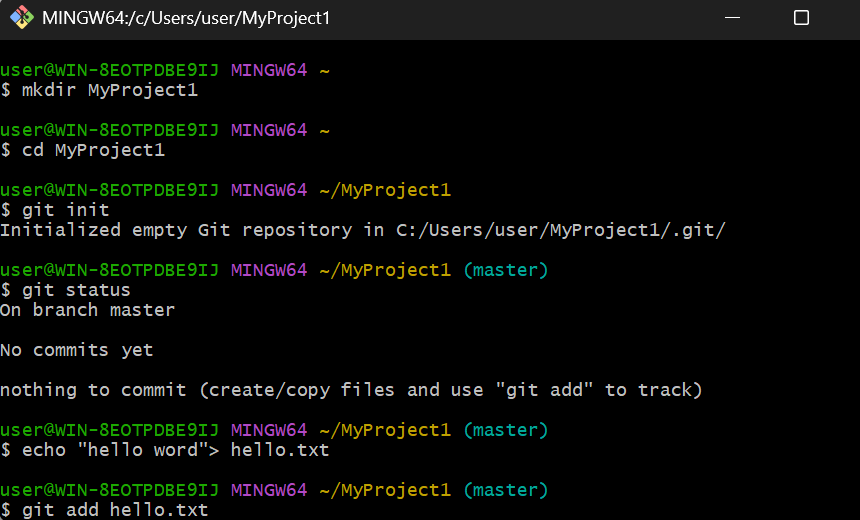 MINGW64:/c/Users/user/MyProject1
user@WIN-8EOTPDBE9IJ MINGW64 ~
$ mkdir MyProject1
user@WIN-8EOTPDBE9IJ MINGW64 ~
$ cd MyProject1
user@WIN-8EOTPDBE9IJ MINGW64 ~/MyProject1
$ git init
Initialized empty Git repository in C:/Users/user/MyProject1/.git/
user@WIN-8EOTPDBE9IJ MINGW64 ~/MyProject1 (master)
$ git status
On branch master
No commits yet
nothing to commit (create/copy files and use "git add" to track)
user@WIN-8EOTPDBE9IJ MINGW64 ~/MyProject1 (master)
$ echo "hello word"> hello.txt
user@WIN-8EOTPDBE9IJ MINGW64 ~/MyProject1 (master)
$ git add hello.txt